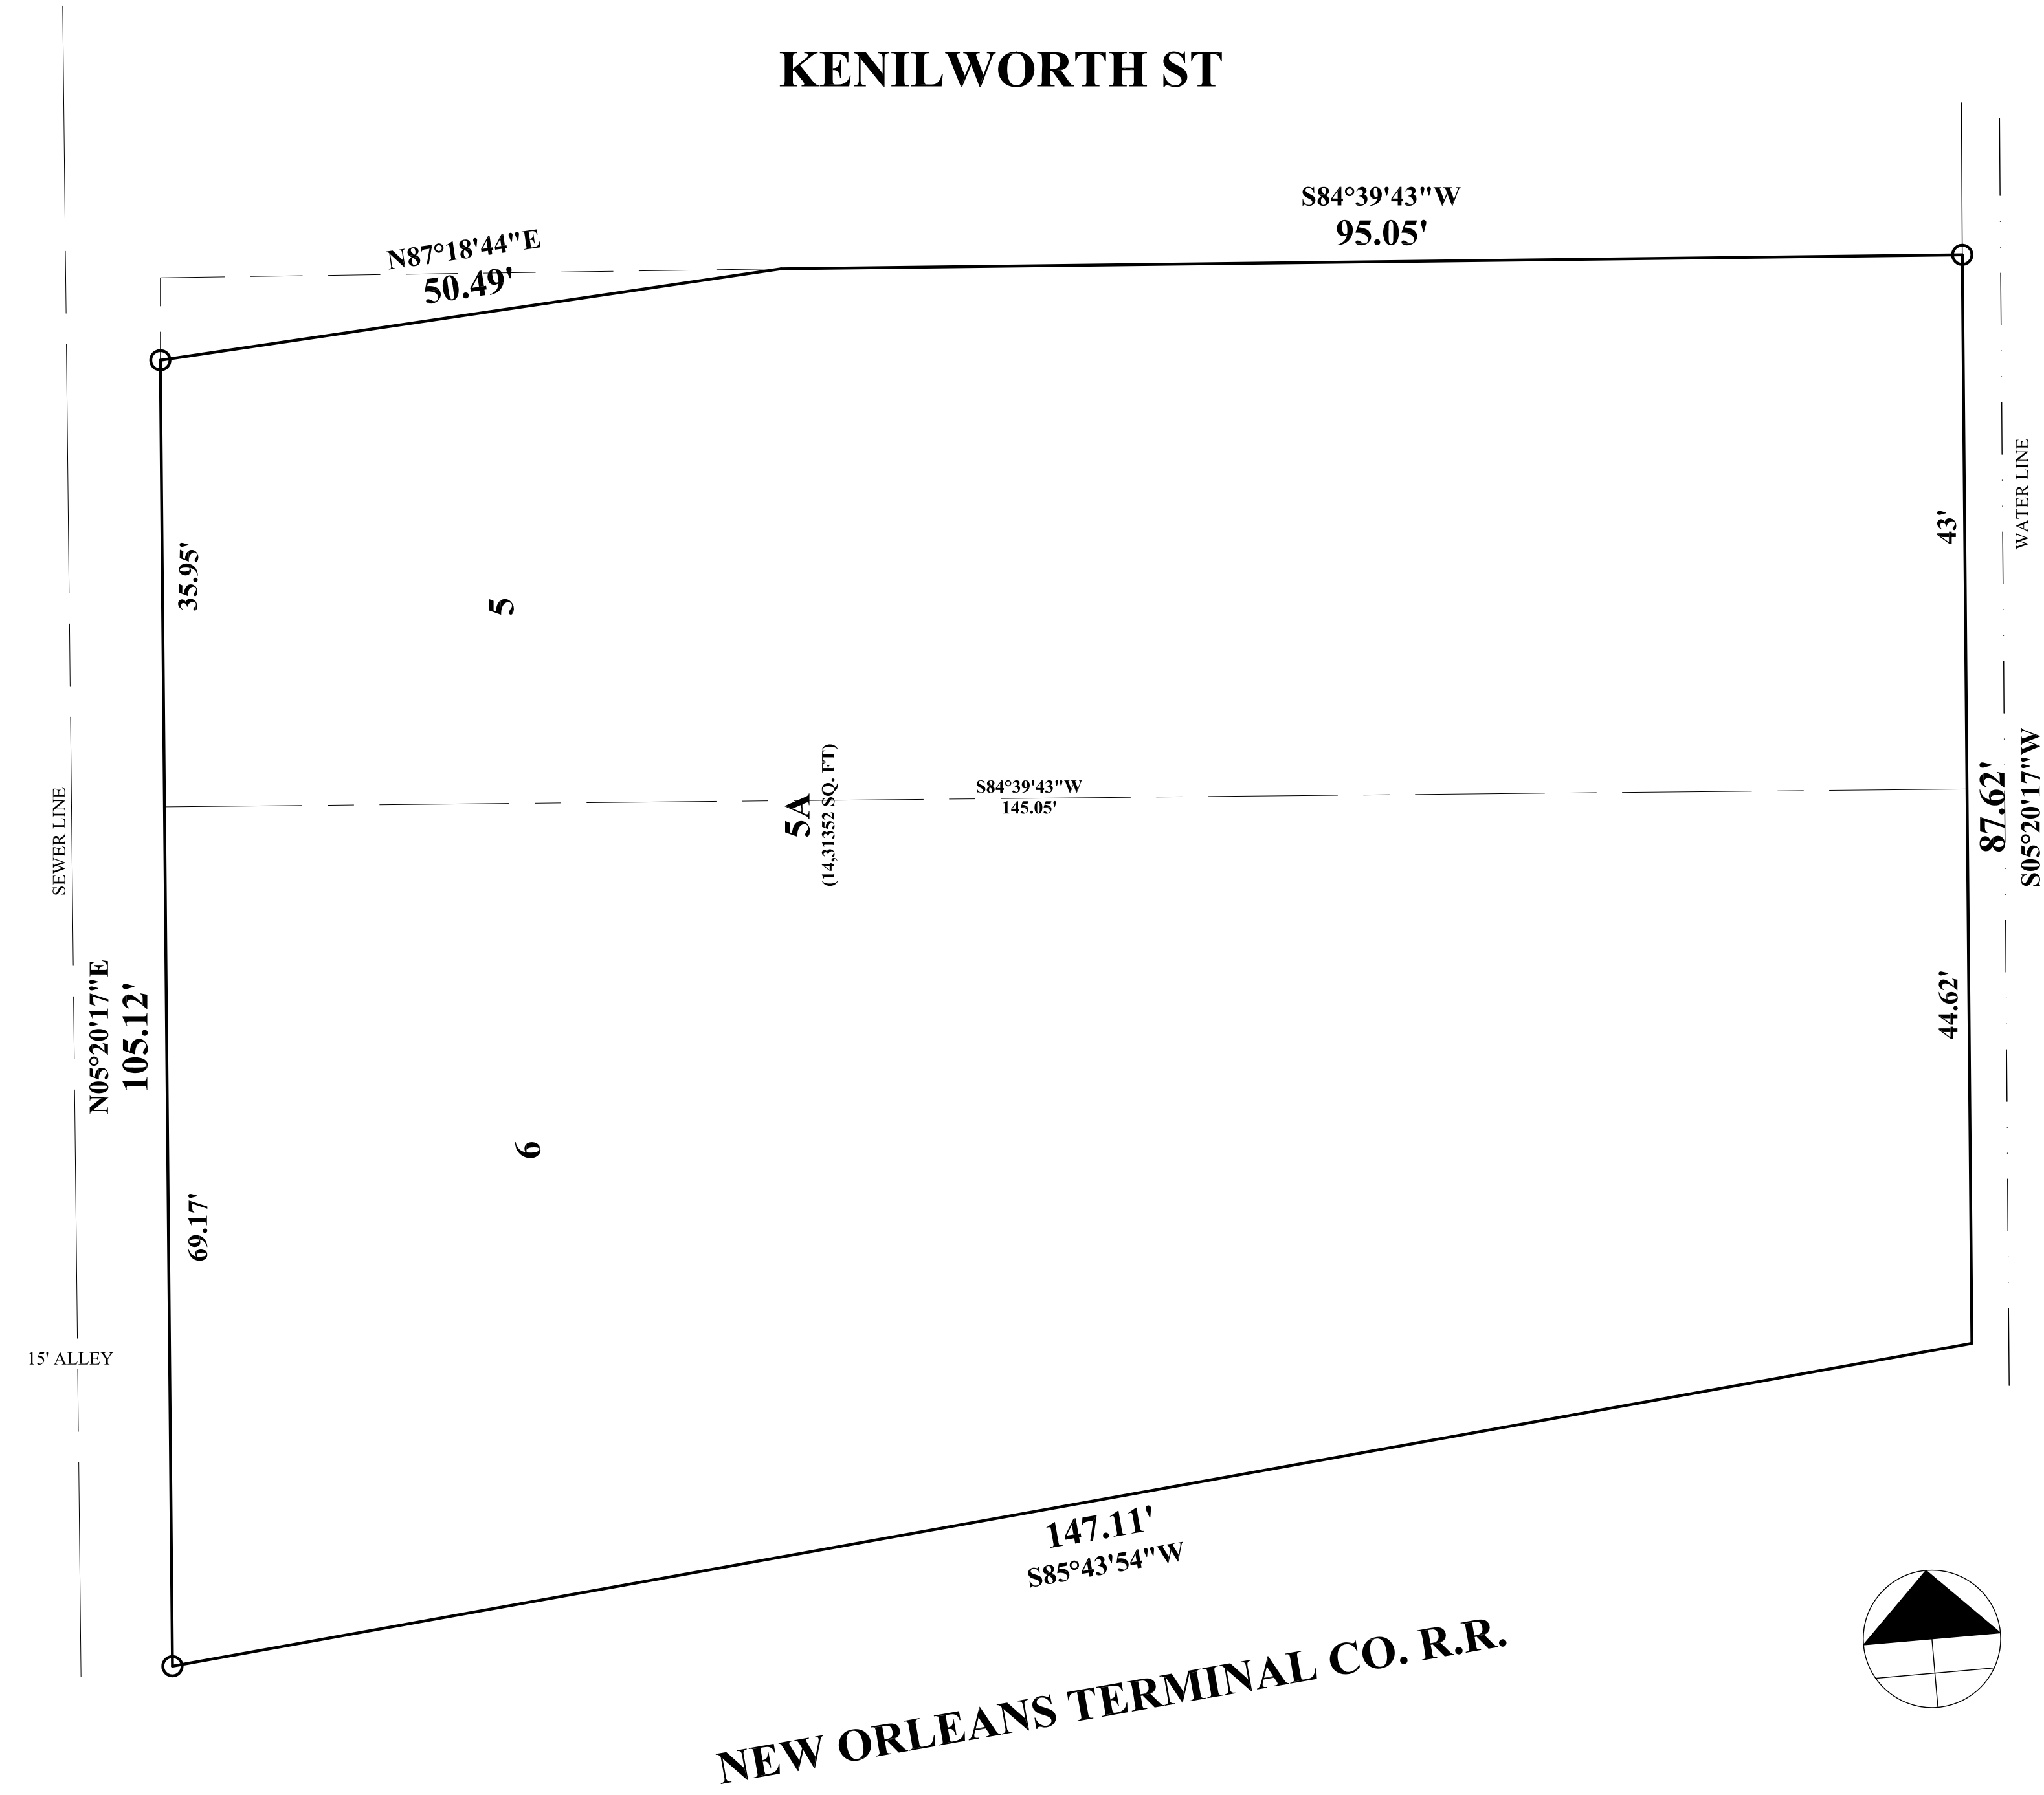 KENILWORTH ST
S84°39'43"W
95.05'
N87°18'44"E
50.49'
35.95'
5
43'
WATER LINE
S84°39'43"W
145.05'
5A
(14,31352 SQ. FT)
87.62'
S05°20'17"W
SEWER LINE
N05°20'17"E
105.12'
44.62'
6
69.17'
15' ALLEY
147.11'
S85°43'54"W
NEW ORLEANS TERMINAL CO. R.R.